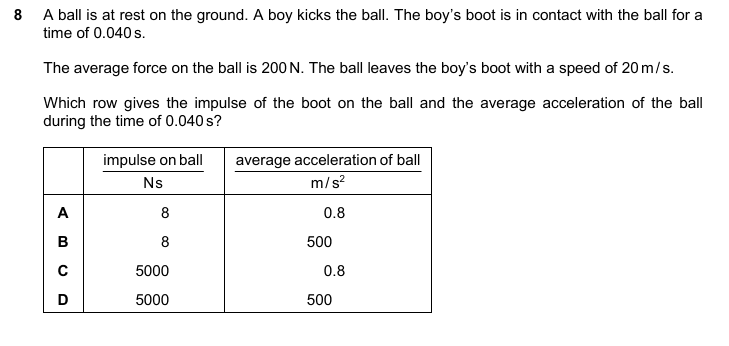 8 A ball is at rest on the ground. A boy kicks the ball. The boy’s boot is in contact with the ball for a
time of 0.040 s.
The average force on the ball is 200 N. The ball leaves the boy’s boot with a speed of 20 m / s.
Which row gives the impulse of the boot on the ball and the average acceleration of the ball
during the time of 0.040 s?
impulse on ball average acceleration of ball
Ns m / s²
A 8 0.8
B 8 500
C 5000 0.8
D 5000 500